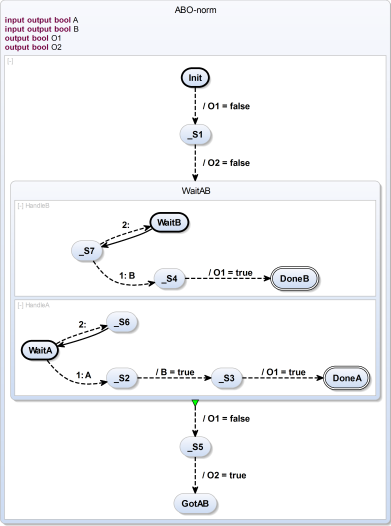 ABO-norm
input output bool A
input output bool B
output bool O1
output bool O2
[-]
Init
/ O1 = false
_S1
/ O2 = false
WaitAB
[-] HandleB
2:
WaitB
_S7
1: B
_S4
/ O1 = true
DoneB
[-] HandleA
2:
_S6
WaitA
1: A
_S2
/ B = true
_S3
/ O1 = true
DoneA
/ O1 = false
_S5
/ O2 = true
GotAB